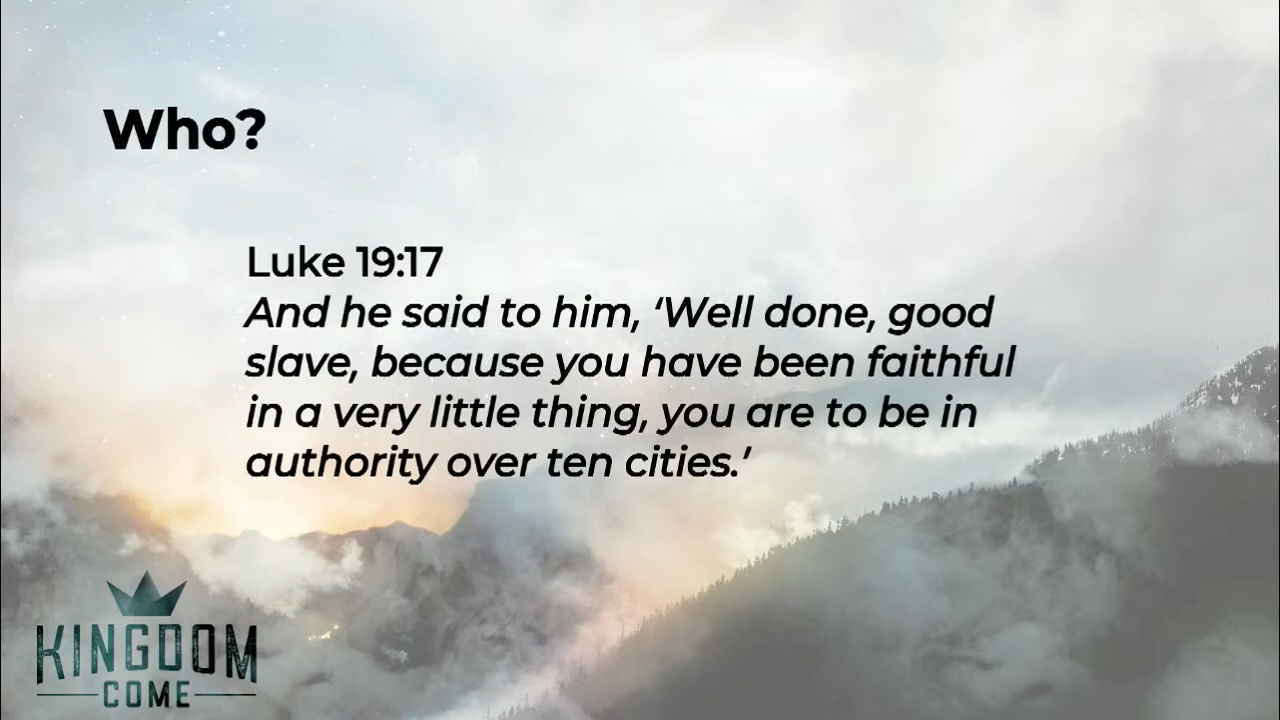 Who?
Luke 19:17
And he said to him, ‘Well done, good
slave, because you have been faithful
in a very little thing, you are to be in
authority over ten cities.’
KINGDOM
COME